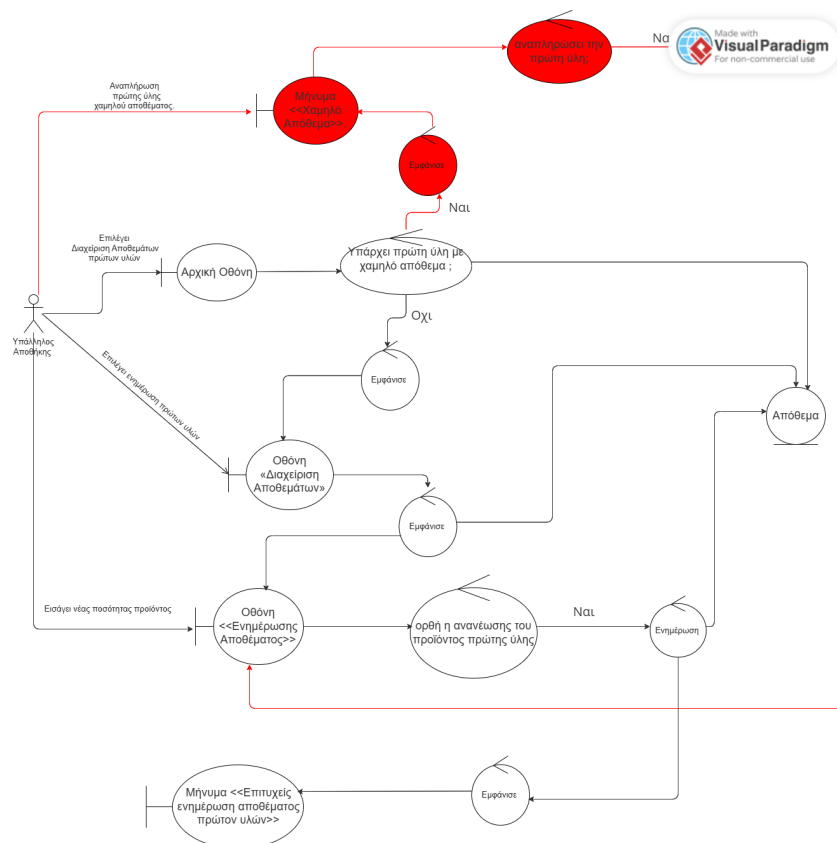 Made with
Visual Paradigm
For non-commercial use
Να
αναπληρώσει την
πρώτη ύλη;
Αναπλήρωση
πρώτης ύλης
χαμηλού αποθέματος.
Μήνυμα
<<Χαμηλό
Απόθεμα>>
Εμφάνισε
Ναι
Επιλέγει
Διαχείριση Αποθεμάτων
πρώτων υλών
Αρχική Οθόνη
Υπάρχει πρώτη ύλη με
χαμηλό απόθεμα ;
Οχι
Υπάλληλος
Αποθήκης
Εμφάνισε
Επιλέγει ενημέρωση πρώτων υλών
Απόθεμα
Οθόνη
«Διαχείριση
Αποθεμάτων»
Εμφάνισε
Εισάγει νέας ποσότητας προϊόντος
Οθόνη
<<Ενημέρωσης
Αποθέματος>>
ορθή η ανανέωσης του
προϊόντος πρώτης ύλης
Ναι
Ενημέρωση
Μήνυμα <<Επιτυχείς
ενημέρωση αποθέματος
πρώτον υλών>>
Εμφάνισε